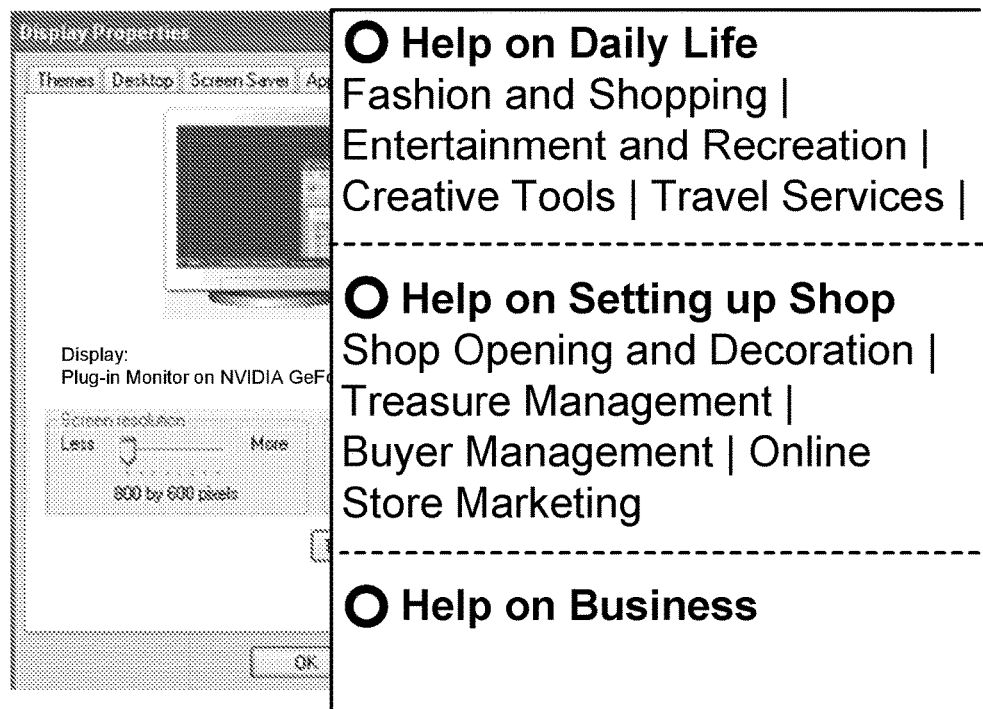 Display Properties
Themes Desktop Screen Saver App
Display:
Plug-in Monitor on NVIDIA GeFo
Screen resolution
Less More
800 by 600 pixels
OK
Help on Daily Life
Fashion and Shopping |
Entertainment and Recreation |
Creative Tools | Travel Services |
Help on Setting up Shop
Shop Opening and Decoration |
Treasure Management |
Buyer Management | Online
Store Marketing
Help on Business